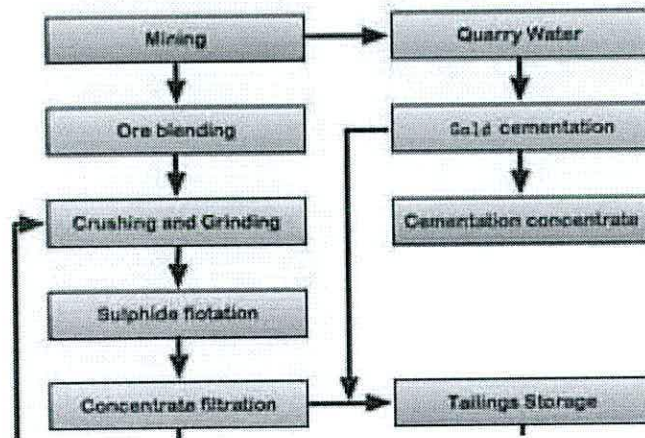 Mining
Quarry Water
Ore blending
Gold cementation
Crushing and Grinding
Cementation concentrate
Sulphide flotation
Concentrate filtration
Tailings Storage